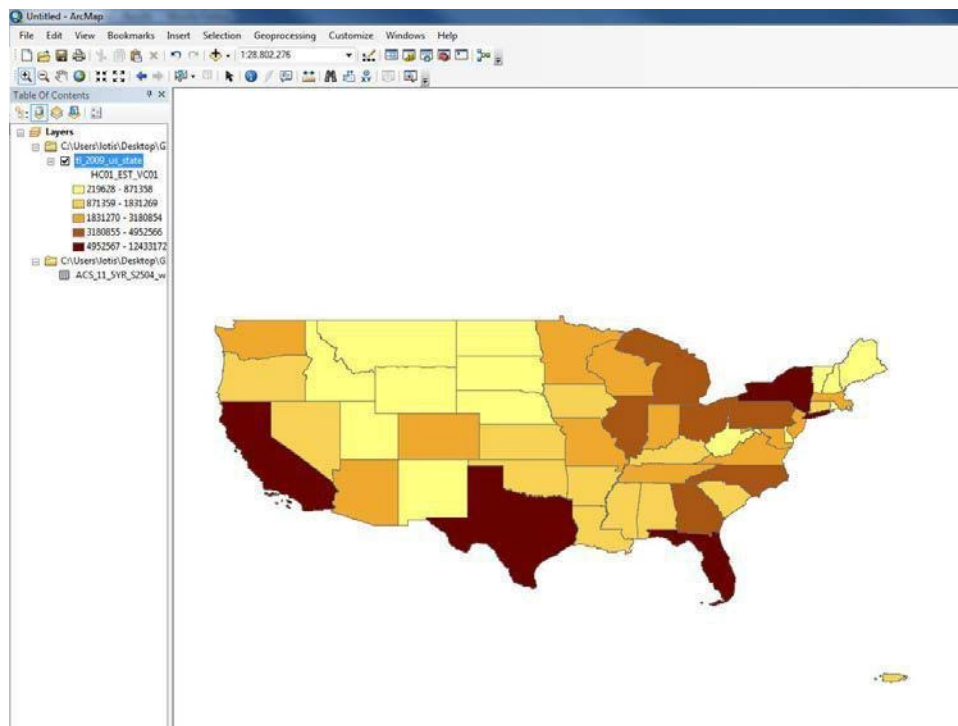 Untitled - ArcMap
File Edit View Bookmarks Insert Selection Geoprocessing Customize Windows Help
1:28.802.276
Table Of Contents
Layers
C:\Users\lotis\Desktop\G
tl_2009_us_state
HC01_EST_VC01
219628 - 871358
871359 - 1831269
1831270 - 3180854
3180855 - 4952566
4952567 - 12433172
C:\Users\lotis\Desktop\G
ACS_11_5YR_S2504_w